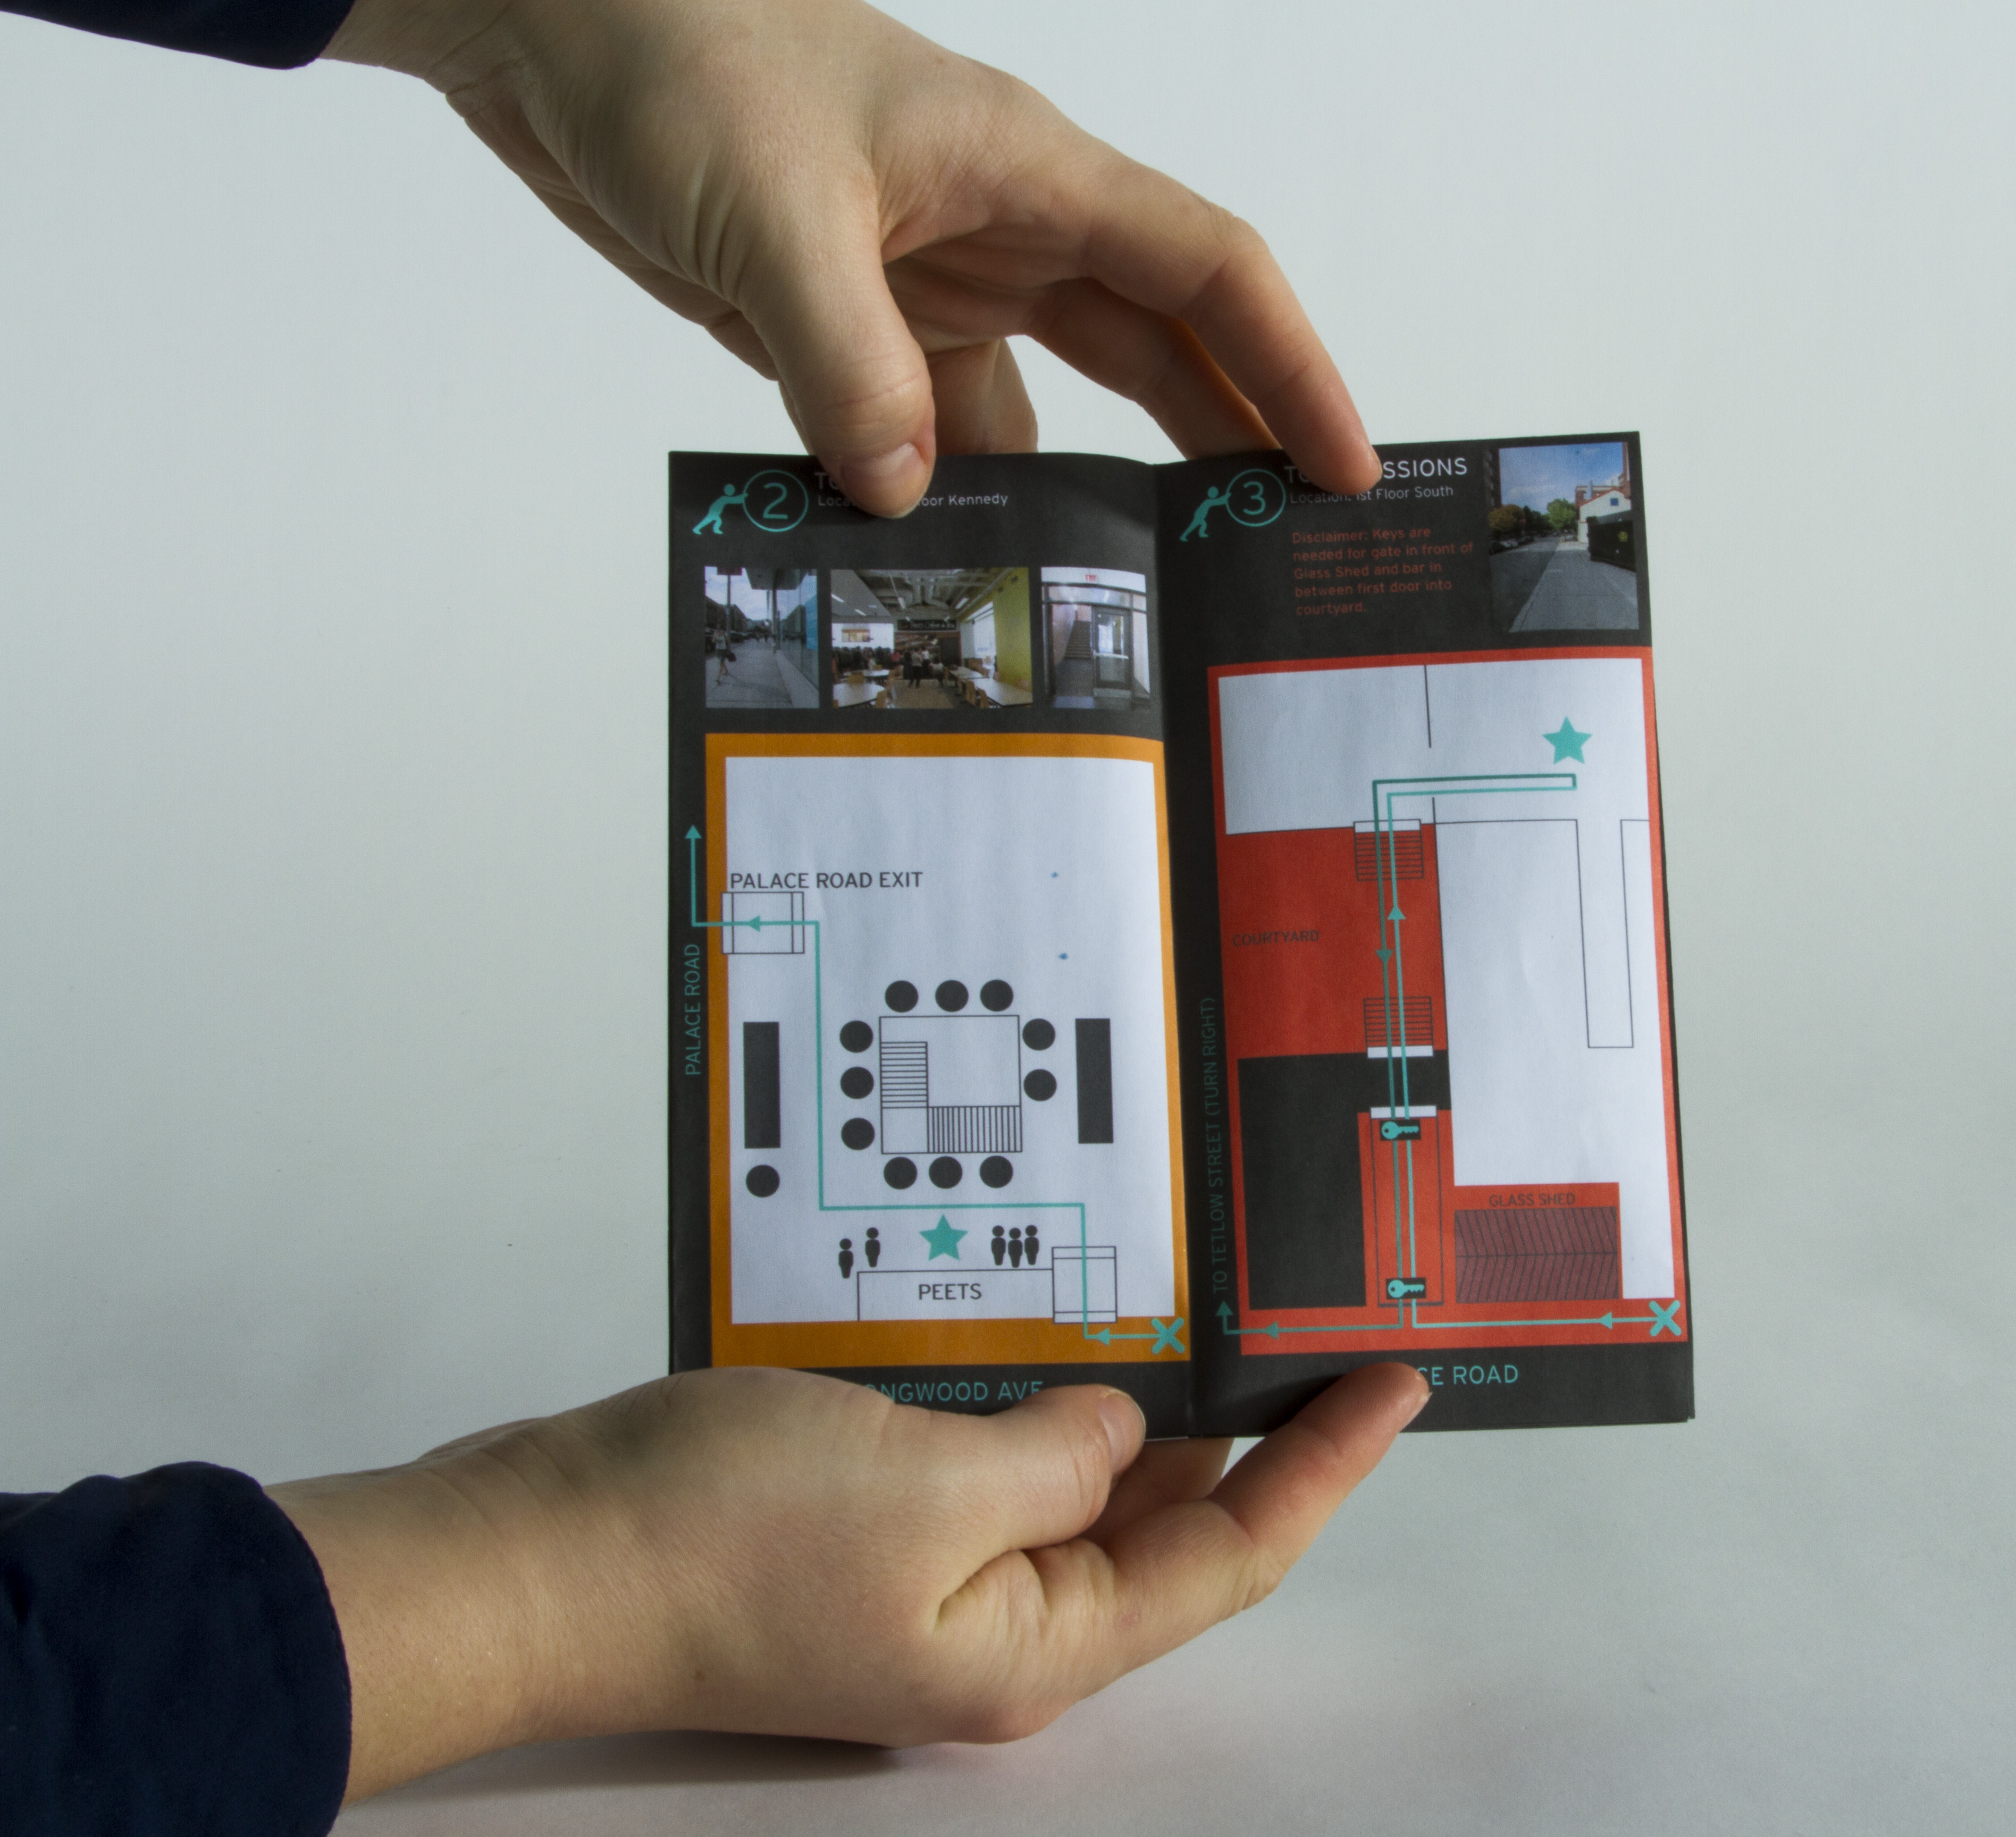 2
oor Kennedy
PALACE ROAD EXIT
PALACE ROAD
PEETS
ONGWOOD AVE
3
SSIONS
Location: 1st Floor South
Disclaimer: Keys are
needed for gate in front of
Glass Shed and bar in
between first door into
courtyard.
COURTYARD
TO TETLOW STREET (TURN RIGHT)
GLASS SHED
CE ROAD